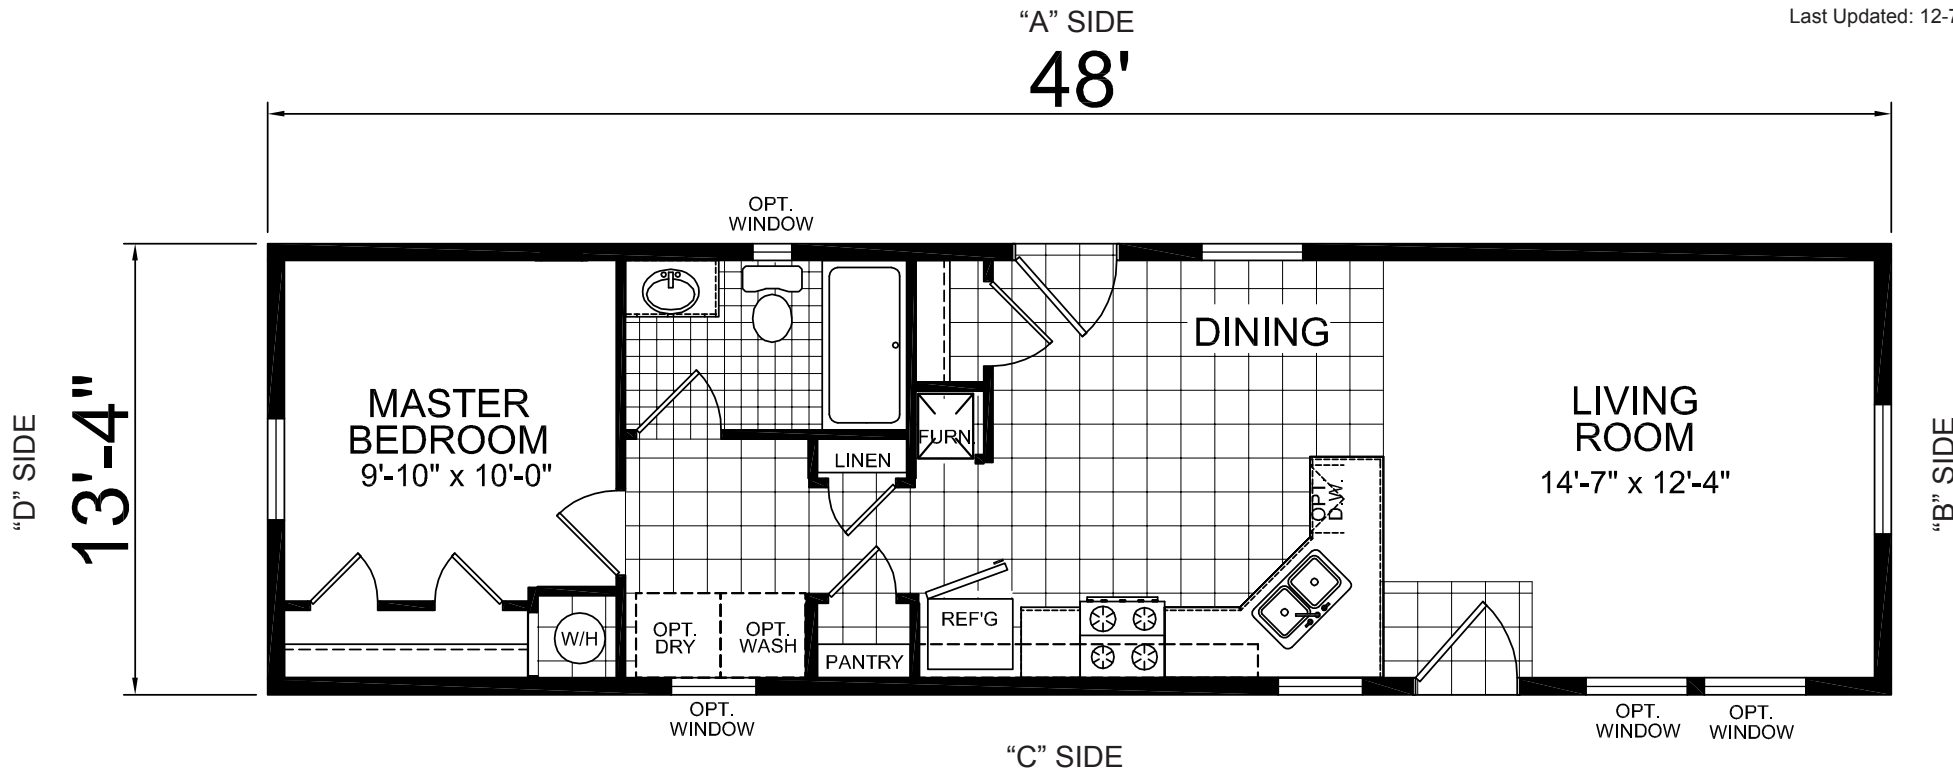 “A” SIDE
Last Updated: 12-7
48'
OPT.
WINDOW
“D” SIDE
13'-4"
MASTER
BEDROOM
9'-10" x 10'-0"
DINING
LIVING
ROOM
14'-7" x 12'-4"
“B” SIDE
FURN.
LINEN
OPT.
D.W.
W/H
OPT.
DRY
OPT.
WASH
PANTRY
REF'G
OPT.
WINDOW
OPT.
WINDOW
OPT.
WINDOW
“C” SIDE